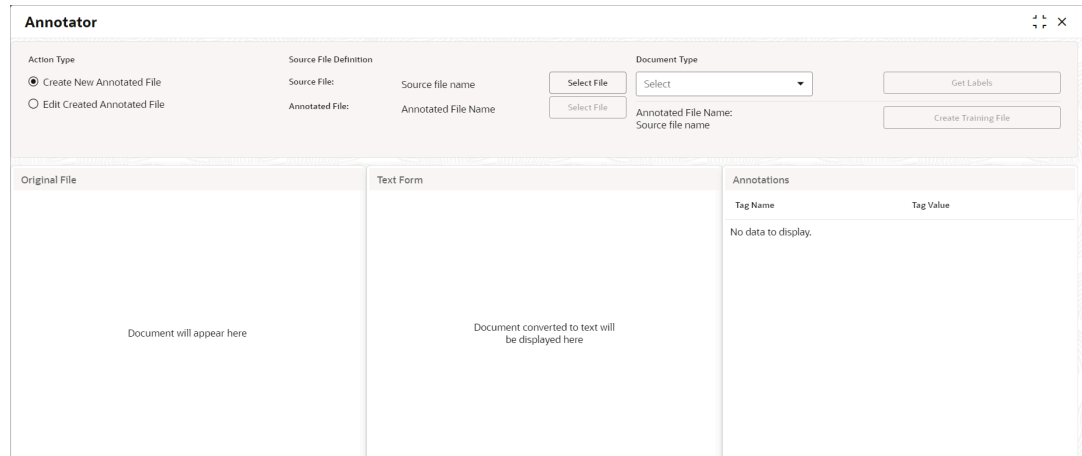 Annotator
Action Type
Create New Annotated File
Edit Created Annotated File
Source File Definition
Source File:
Source file name
Select File
Annotated File:
Annotated File Name
Select File
Document Type
Select
Get Labels
Annotated File Name:
Source file name
Create Training File
Original File
Document will appear here
Text Form
Document converted to text will
be displayed here
Annotations
Tag Name
Tag Value
No data to display.